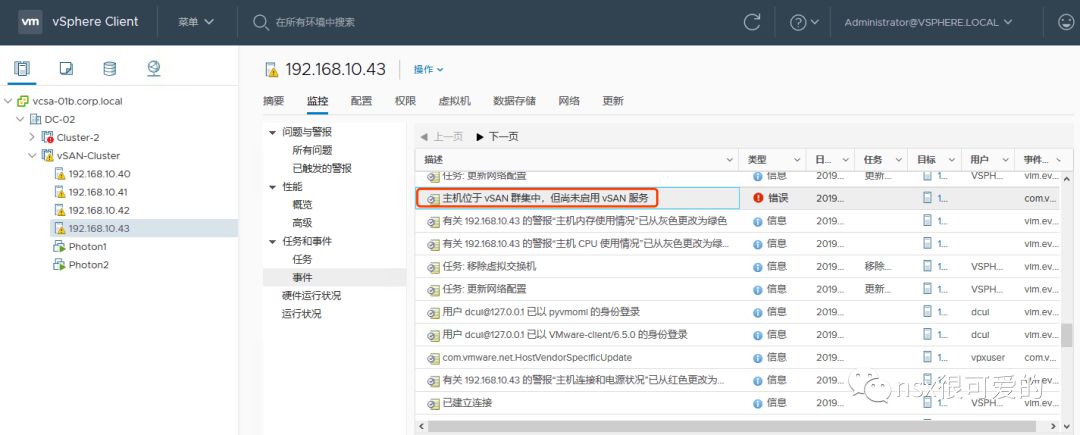 vm vSphere Client 菜单 在所有环境中搜索 Administrator@VSPHERE.LOCAL
vcsa-01b.corp.local
DC-02
Cluster-2
vSAN-Cluster
192.168.10.40
192.168.10.41
192.168.10.42
192.168.10.43
Photon1
Photon2
192.168.10.43 操作
摘要 监控 配置 权限 虚拟机 数据存储 网络 更新
问题与警报
所有问题
已触发的警报
性能
概览
高级
任务和事件
任务
事件
硬件运行状况
运行状况
上一页 下一页
描述 类型 日... 任务 目标 用户 事件...
任务: 更新网络配置 信息 2019... 更新... 1... VSPH... vim.ev...
主机位于 vSAN 群集中，但尚未启用 vSAN 服务 错误 2019... 1... com.v...
有关 192.168.10.43 的警报“主机内存使用情况”已从灰色更改为绿色 信息 2019... 1... vim.ev...
有关 192.168.10.43 的警报“主机 CPU 使用情况”已从灰色更改为绿... 信息 2019... 1... vim.ev...
任务: 移除虚拟交换机 信息 2019... 移除... 1... VSPH... vim.ev...
任务: 更新网络配置 信息 2019... 更新... 1... VSPH... vim.ev...
用户 dcui@127.0.0.1 已以 pyvmomi 的身份登录 信息 2019... 1... dcui vim.ev...
用户 dcui@127.0.0.1 已以 VMware-client/6.5.0 的身份登录 信息 2019... 1... dcui vim.ev...
com.vmware.net.HostVendorSpecificUpdate 信息 2019... 1... vpxuser com.v...
有关 192.168.10.43 的警报“主机连接和电源状况”已从红色更改为... 信息 2019... 1... vim.ev...
已建立连接 信息 2019... 1... VSPH... vim.ev...
nsx很可爱的